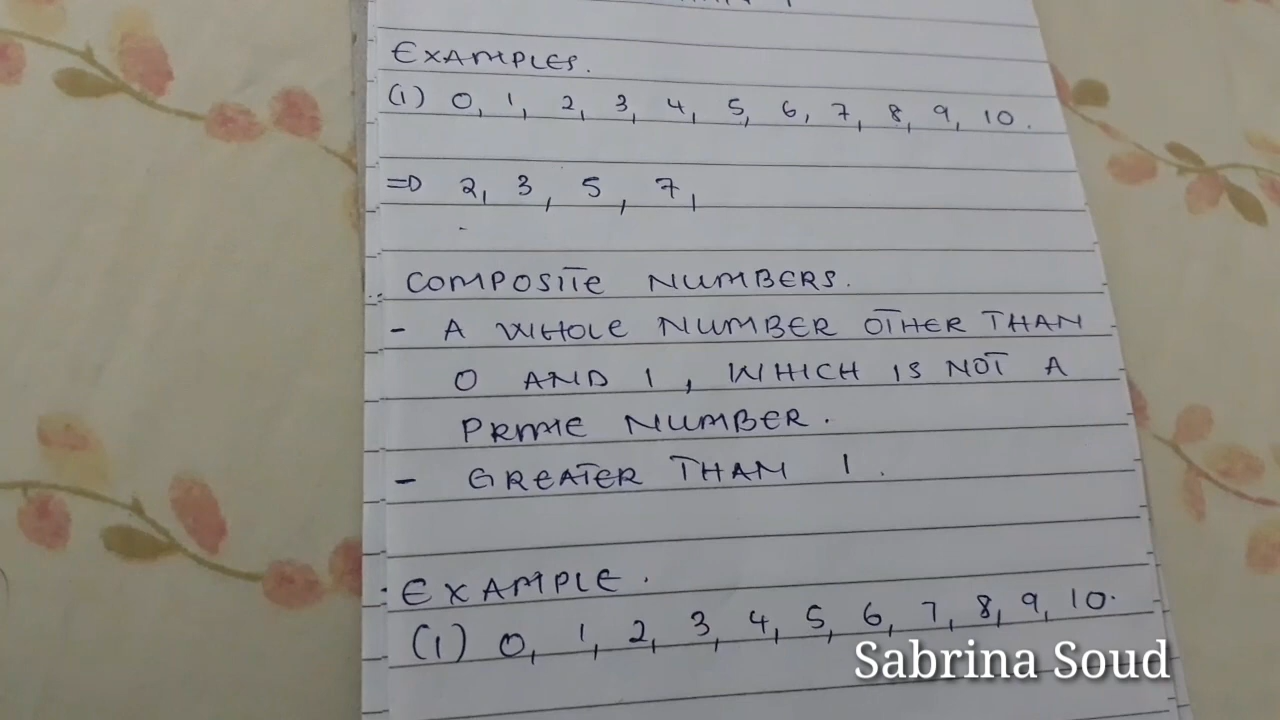 EXAMPLES.
(1) 0, 1, 2, 3, 4, 5, 6, 7, 8, 9, 10.
=D 2, 3, 5, 7,
COMPOSITE NUMBERS.
- A WHOLE NUMBER OTHER THAN
0 AND 1, WHICH IS NOT A
PRIME NUMBER.
- GREATER THAN 1.
EXAMPLE.
(1) 0, 1, 2, 3, 4, 5, 6, 7, 8, 9, 10.
Sabrina Soud